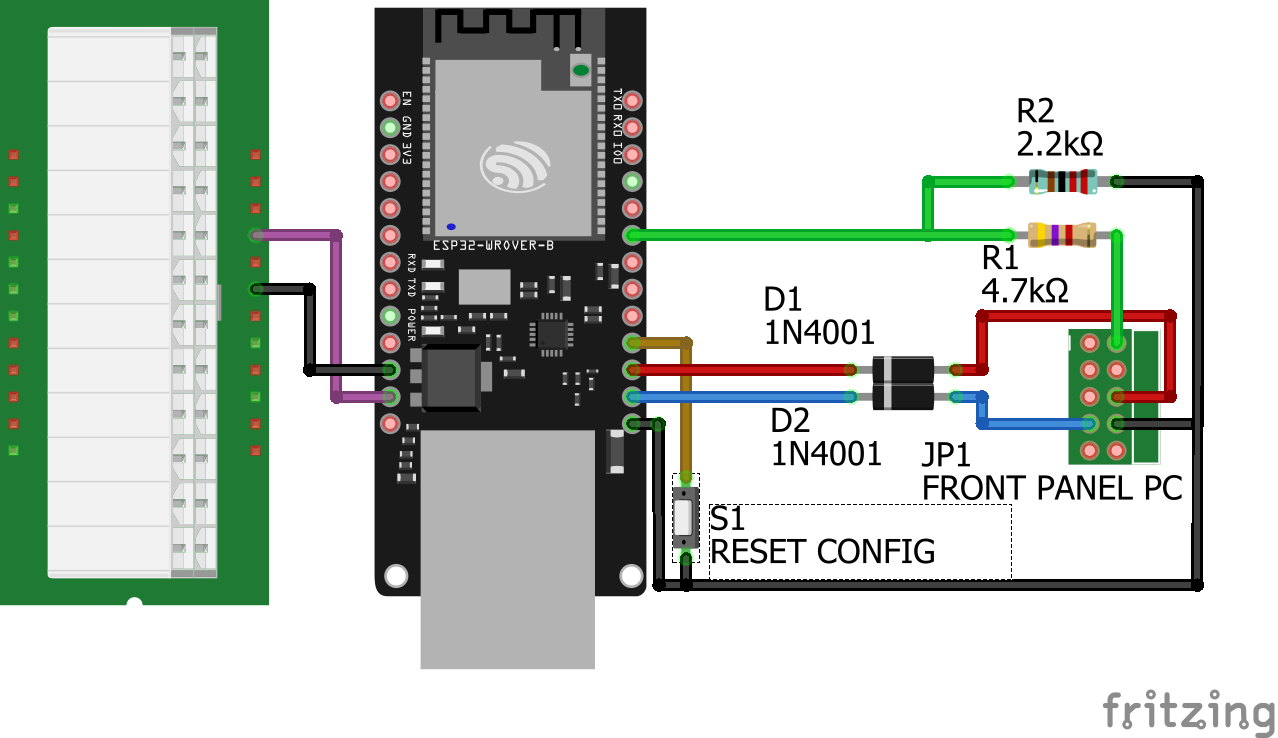 EN
GND
3V3
TXD
RXD
IO0
R2
2.2kΩ
ESP32-WROVER-B
R1
4.7kΩ
RXD
TXD
POWER
D1
1N4001
D2
1N4001
JP1
FRONT PANEL PC
S1
RESET CONFIG
fritzing